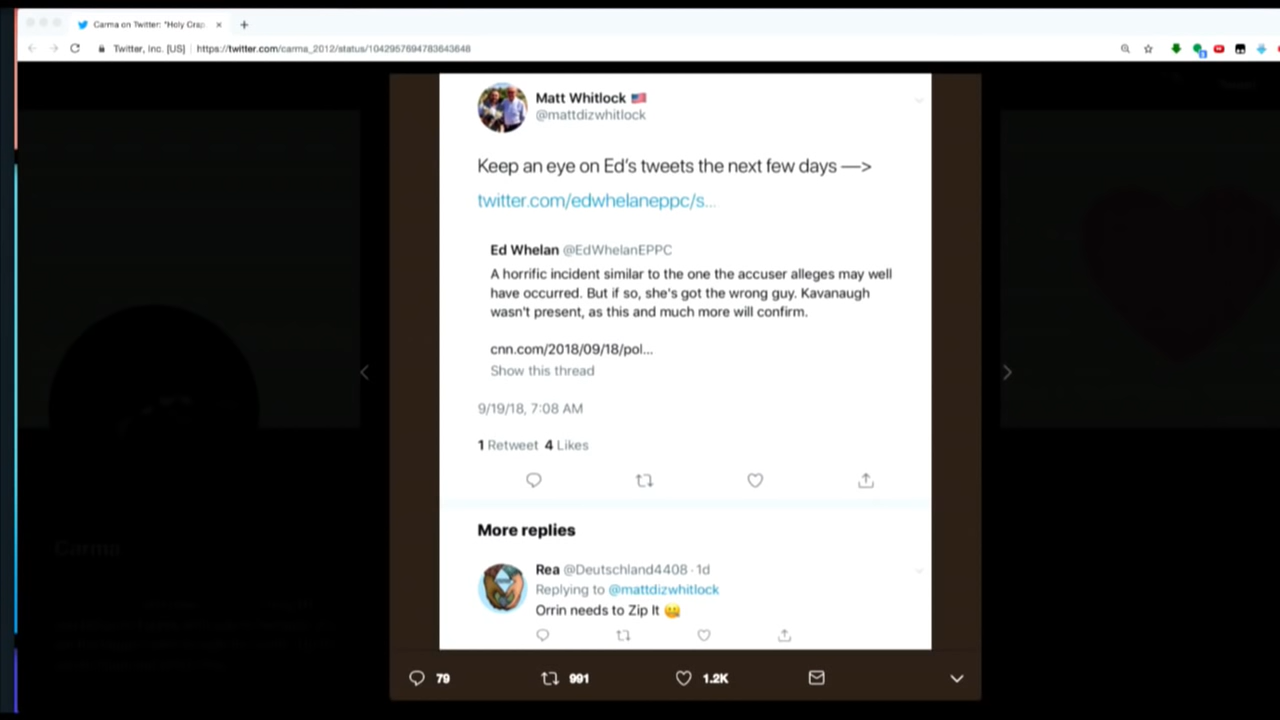 Carma on Twitter: "Holy Crap
Twitter, Inc. [US] https://twitter.com/carma_2012/status/1042957694783643648
Matt Whitlock 🇺🇸
@mattdizwhitlock
Keep an eye on Ed's tweets the next few days —>
twitter.com/edwhelaneppc/s...
Ed Whelan @EdWhelanEPPC
A horrific incident similar to the one the accuser alleges may well
have occurred. But if so, she's got the wrong guy. Kavanaugh
wasn't present, as this and much more will confirm.
cnn.com/2018/09/18/pol...
Show this thread
9/19/18, 7:08 AM
1 Retweet 4 Likes
More replies
Rea @Deutschland4408 · 1d
Replying to @mattdizwhitlock
Orrin needs to Zip It 🤐
Carma
79 991 1.2K